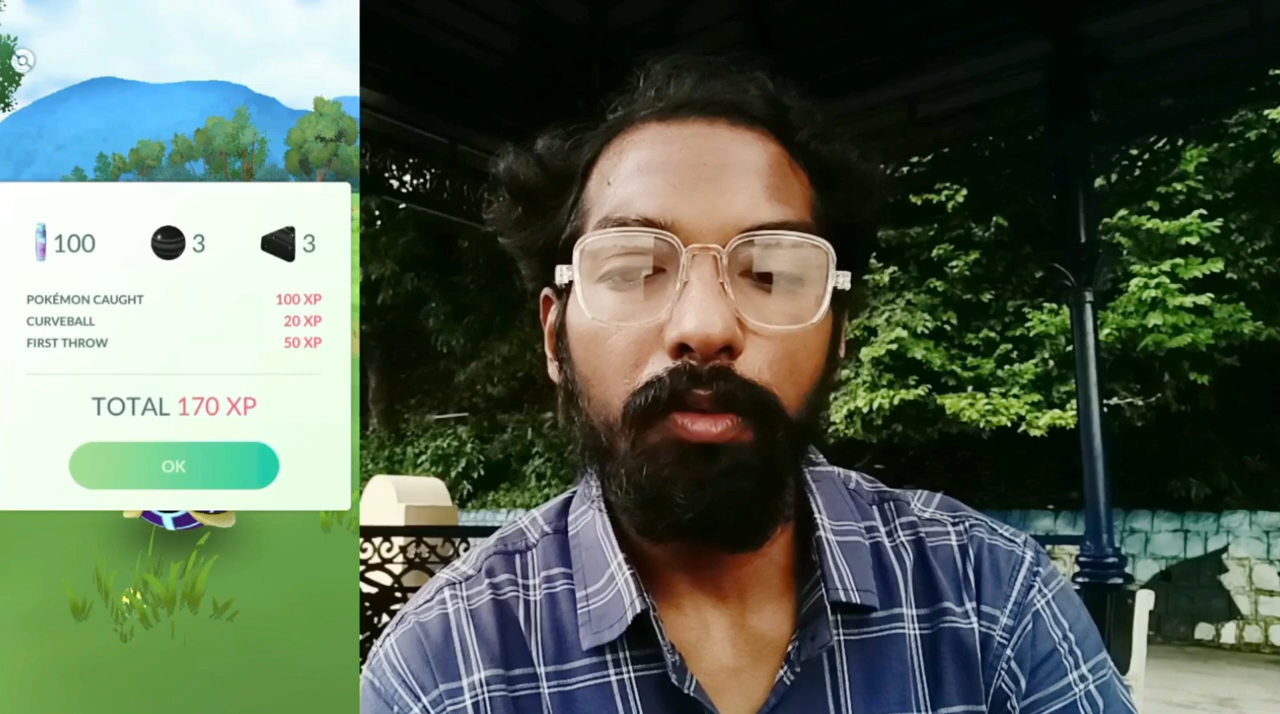 100 3 3
POKÉMON CAUGHT 100 XP
CURVEBALL 20 XP
FIRST THROW 50 XP
TOTAL 170 XP
OK